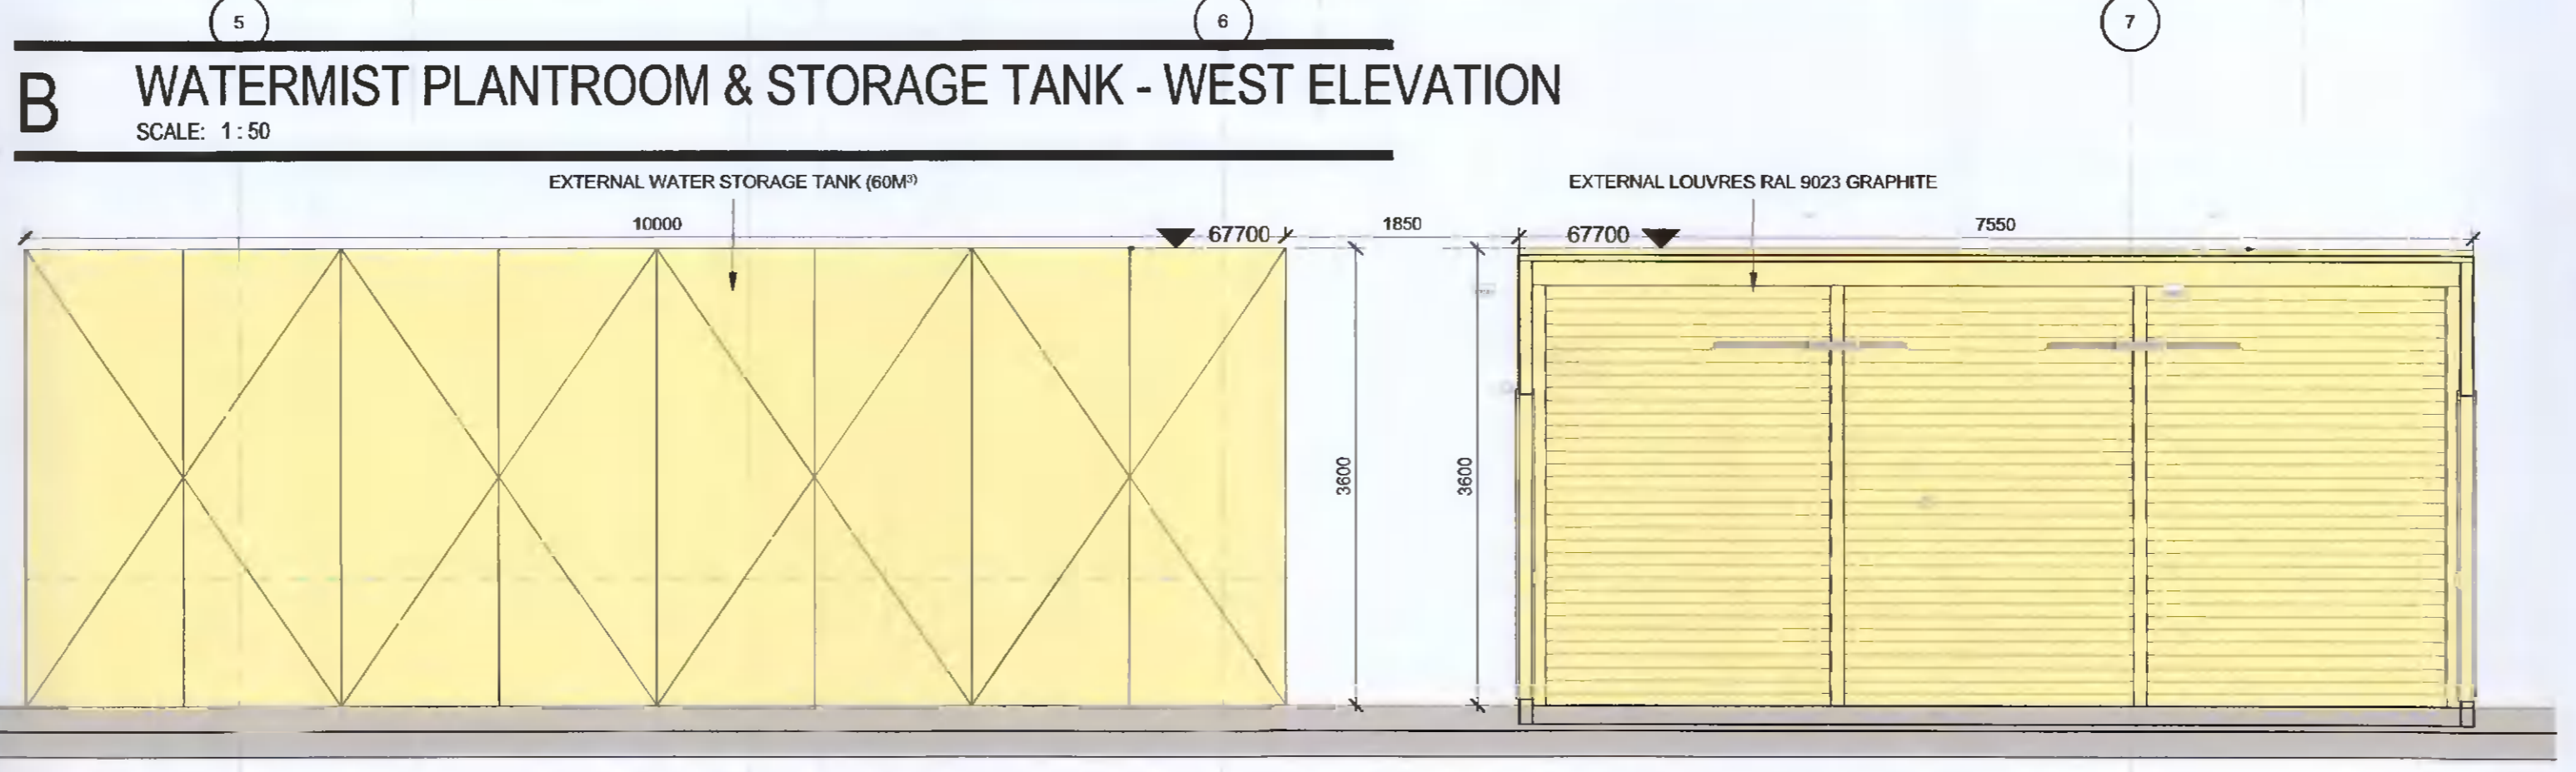 5 6 7
B WATERMIST PLANTROOM & STORAGE TANK - WEST ELEVATION
SCALE: 1 : 50
EXTERNAL WATER STORAGE TANK (60M³) EXTERNAL LOUVRES RAL 9023 GRAPHITE
10000 67700 1850 67700 7550
3600 3600